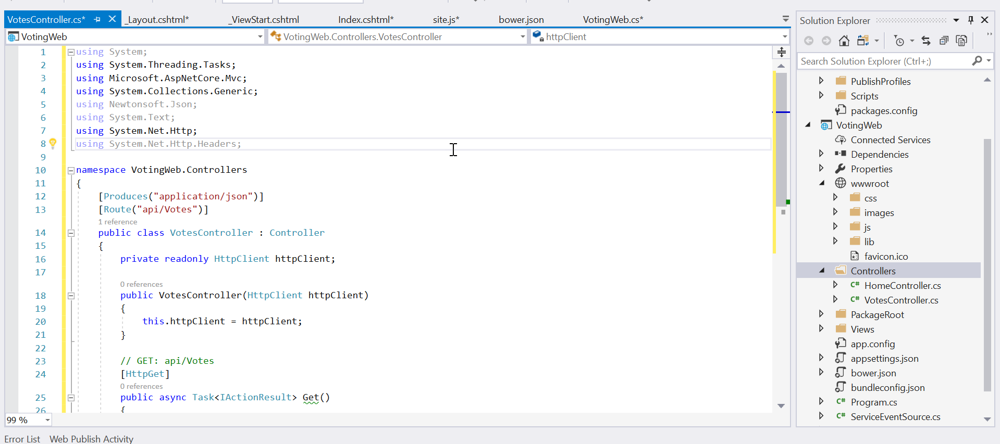 VotesController.cs* _Layout.cshtml* _ViewStart.cshtml Index.cshtml* site.js* bower.json VotingWeb.cs*
VotingWeb VotingWeb.Controllers.VotesController httpClient
1 using System;
2 using System.Threading.Tasks;
3 using Microsoft.AspNetCore.Mvc;
4 using System.Collections.Generic;
5 using Newtonsoft.Json;
6 using System.Text;
7 using System.Net.Http;
8 using System.Net.Http.Headers;
9
10 namespace VotingWeb.Controllers
11 {
12 [Produces("application/json")]
13 [Route("api/Votes")]
1 reference
14 public class VotesController : Controller
15 {
16 private readonly HttpClient httpClient;
17
0 references
18 public VotesController(HttpClient httpClient)
19 {
20 this.httpClient = httpClient;
21 }
22
23 // GET: api/Votes
24 [HttpGet]
0 references
25 public async Task<IActionResult> Get()
26 {
99 %
Error List Web Publish Activity
Solution Explorer
Search Solution Explorer (Ctrl+;)
PublishProfiles
Scripts
packages.config
VotingWeb
Connected Services
Dependencies
Properties
wwwroot
css
images
js
lib
favicon.ico
Controllers
C# HomeController.cs
C# VotesController.cs
PackageRoot
Views
app.config
appsettings.json
bower.json
bundleconfig.json
C# Program.cs
C# ServiceEventSource.cs